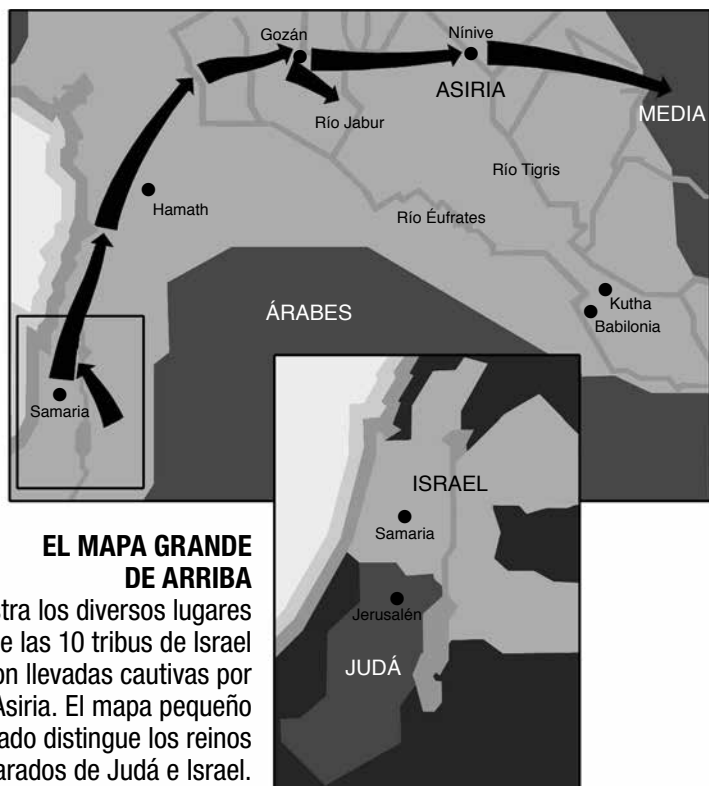 Gozán
Nínive
ASIRIA
MEDIA
Río Jabur
Río Tigris
Hamath
Río Éufrates
Kutha
Babilonia
ÁRABES
Samaria
ISRAEL
Samaria
Jerusalén
JUDÁ
EL MAPA GRANDE
DE ARRIBA
los diversos lugares
las 10 tribus de Israel
llevadas cautivas por
Asiria. El mapa pequeño
distingue los reinos
de Judá e Israel.